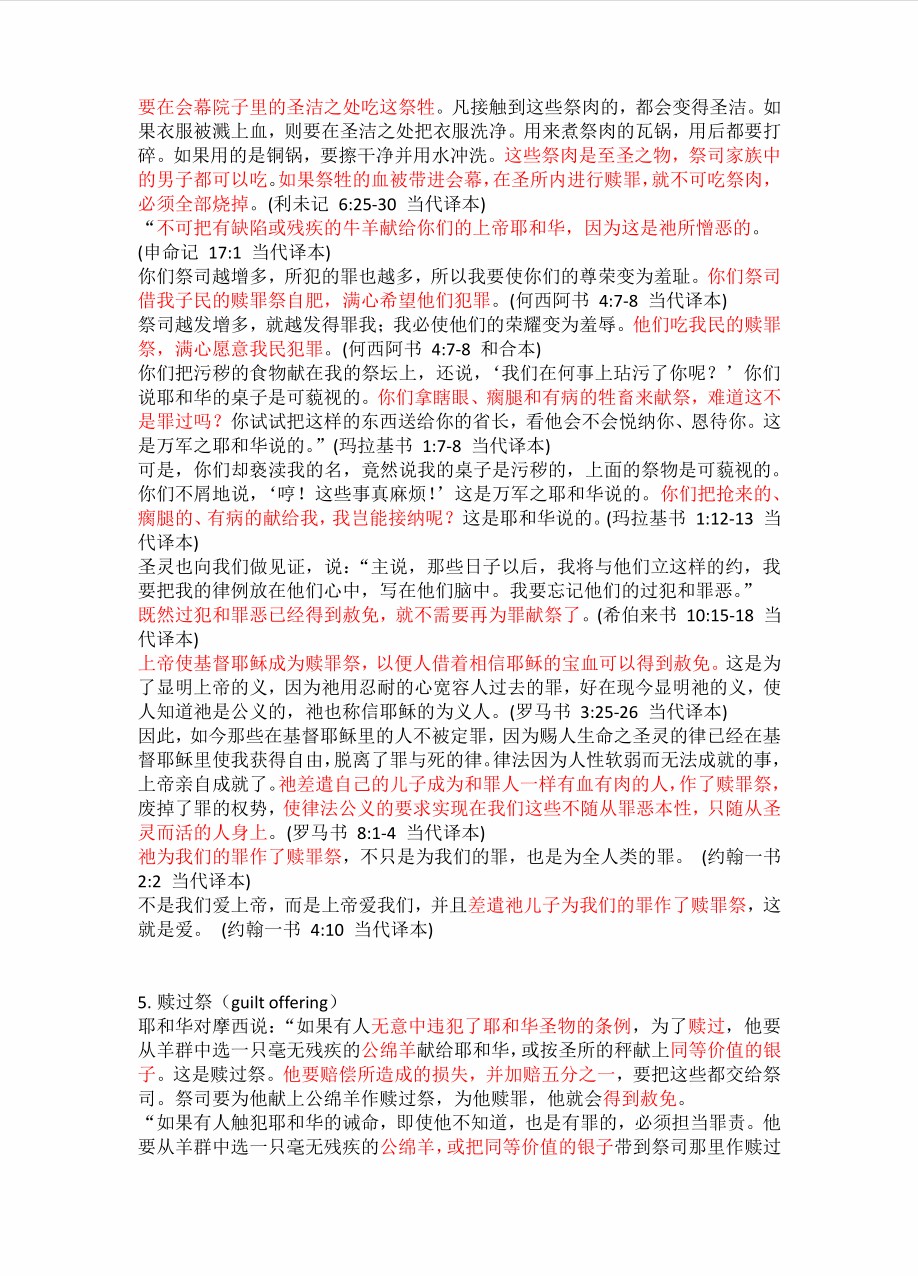 要在会幕院子里的圣洁之处吃这祭牲。凡接触到这些祭肉的，都会变得圣洁。如
果衣服被溅上血，则要在圣洁之处把衣服洗净。用来煮祭肉的瓦锅，用后都要打
碎。如果用的是铜锅，要擦干净并用水冲洗。这些祭肉是至圣之物，祭司家族中
的男子都可以吃。如果祭牲的血被带进会幕，在圣所内进行赎罪，就不可吃祭肉，
必须全部烧掉。(利未记 6:25-30 当代译本)
“不可把有缺陷或残疾的牛羊献给你们的上帝耶和华，因为这是祂所憎恶的。
(申命记 17:1 当代译本)
你们祭司越增多，所犯的罪也越多，所以我要使你们的尊荣变为羞耻。你们祭司
借我子民的赎罪祭自肥，满心希望他们犯罪。(何西阿书 4:7-8 当代译本)
祭司越发增多，就越发得罪我；我必使他们的荣耀变为羞辱。他们吃我民的赎罪
祭，满心愿意我民犯罪。(何西阿书 4:7-8 和合本)
你们把污秽的食物献在我的祭坛上，还说，‘我们在何事上玷污了你呢？’你们
说耶和华的桌子是可藐视的。你们拿瞎眼、瘸腿和有病的牲畜来献祭，难道这不
是罪过吗？你试试把这样的东西送给你的省长，看他会不会悦纳你、恩待你。这
是万军之耶和华说的。”(玛拉基书 1:7-8 当代译本)
可是，你们却亵渎我的名，竟然说我的桌子是污秽的，上面的祭物是可藐视的。
你们不屑地说，‘哼！这些事真麻烦！’这是万军之耶和华说的。你们把抢来的、
瘸腿的、有病的献给我，我岂能接纳呢？这是耶和华说的。(玛拉基书 1:12-13 当
代译本)
圣灵也向我们做见证，说：“主说，那些日子以后，我将与他们立这样的约，我
要把我的律例放在他们心中，写在他们脑中。我要忘记他们的过犯和罪恶。”
既然过犯和罪恶已经得到赦免，就不需要再为罪献祭了。(希伯来书 10:15-18 当
代译本)
上帝使基督耶稣成为赎罪祭，以便人借着相信耶稣的宝血可以得到赦免。这是为
了显明上帝的义，因为祂用忍耐的心宽容人过去的罪，好在现今显明祂的义，使
人知道祂是公义的，祂也称信耶稣的为义人。(罗马书 3:25-26 当代译本)
因此，如今那些在基督耶稣里的人不被定罪，因为赐人生命之圣灵的律已经在基
督耶稣里使我获得自由，脱离了罪与死的律。律法因为人性软弱而无法成就的事，
上帝亲自成就了。祂差遣自己的儿子成为和罪人一样有血有肉的人，作了赎罪祭，
废掉了罪的权势，使律法公义的要求实现在我们这些不随从罪恶本性，只随从圣
灵而活的人身上。(罗马书 8:1-4 当代译本)
祂为我们的罪作了赎罪祭，不只是为我们的罪，也是为全人类的罪。 (约翰一书
2:2 当代译本)
不是我们爱上帝，而是上帝爱我们，并且差遣祂儿子为我们的罪作了赎罪祭，这
就是爱。 (约翰一书 4:10 当代译本)
5. 赎过祭（guilt offering）
耶和华对摩西说：“如果有人无意中违犯了耶和华圣物的条例，为了赎过，他要
从羊群中选一只毫无残疾的公绵羊献给耶和华，或按圣所的秤献上同等价值的银
子。这是赎过祭。他要赔偿所造成的损失，并加赔五分之一，要把这些都交给祭
司。祭司要为他献上公绵羊作赎过祭，为他赎罪，他就会得到赦免。
“如果有人触犯耶和华的诫命，即使他不知道，也是有罪的，必须担当罪责。他
要从羊群中选一只毫无残疾的公绵羊，或把同等价值的银子带到祭司那里作赎过